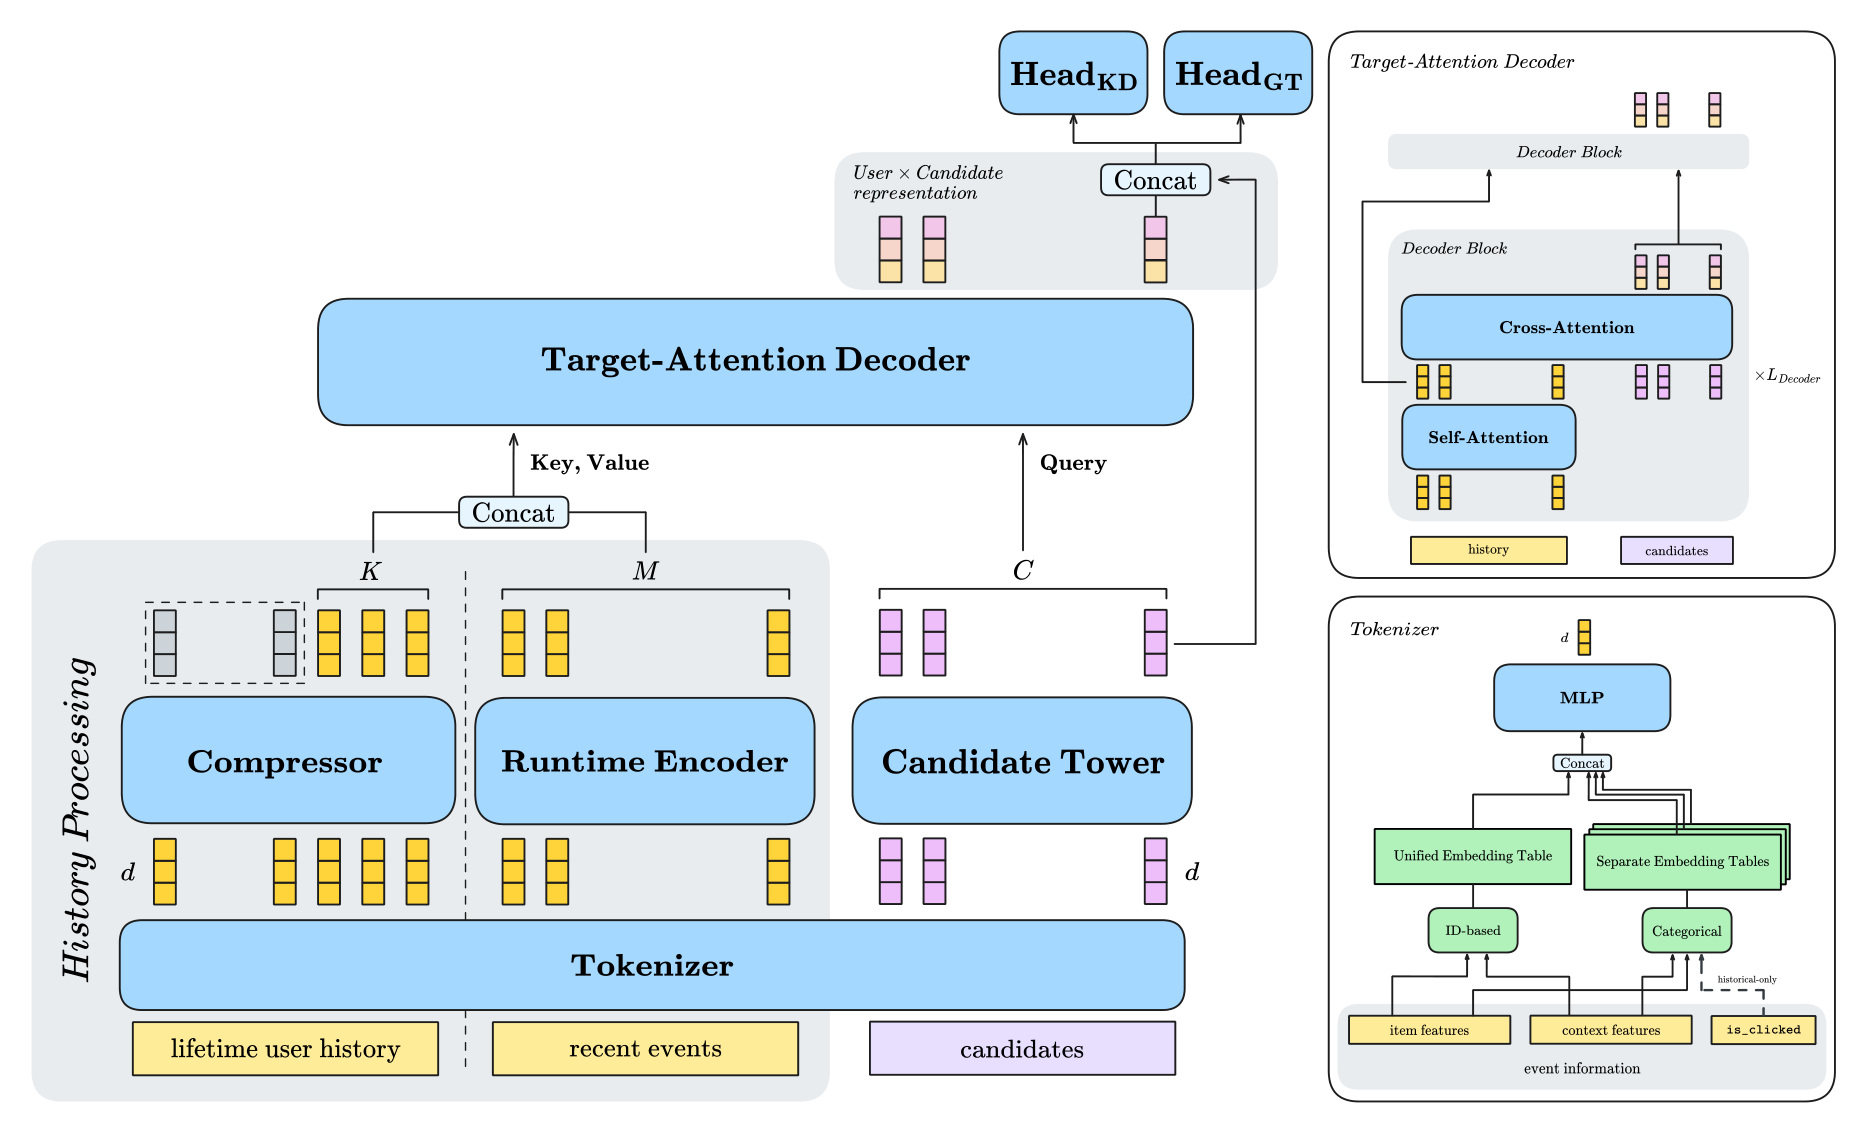 Head_KD
Head_GT
User × Candidate
representation
Concat
Target-Attention Decoder
Key, Value
Query
Concat
K
M
C
History Processing
Compressor
Runtime Encoder
Candidate Tower
d
d
Tokenizer
lifetime user history
recent events
candidates
Target-Attention Decoder
Decoder Block
Decoder Block
Cross-Attention
×L_Decoder
Self-Attention
history
candidates
Tokenizer
d
MLP
Concat
Unified Embedding Table
Separate Embedding Tables
ID-based
Categorical
historical-only
item features
context features
is_clicked
event information